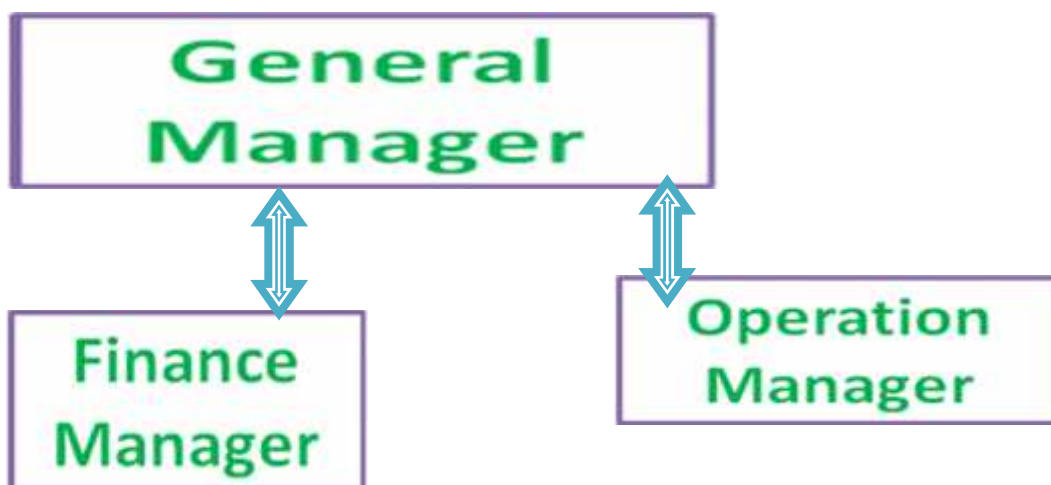 General
Manager
Finance
Manager
Operation
Manager